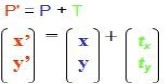 P' = P + T
x' = x + tx
y' y ty